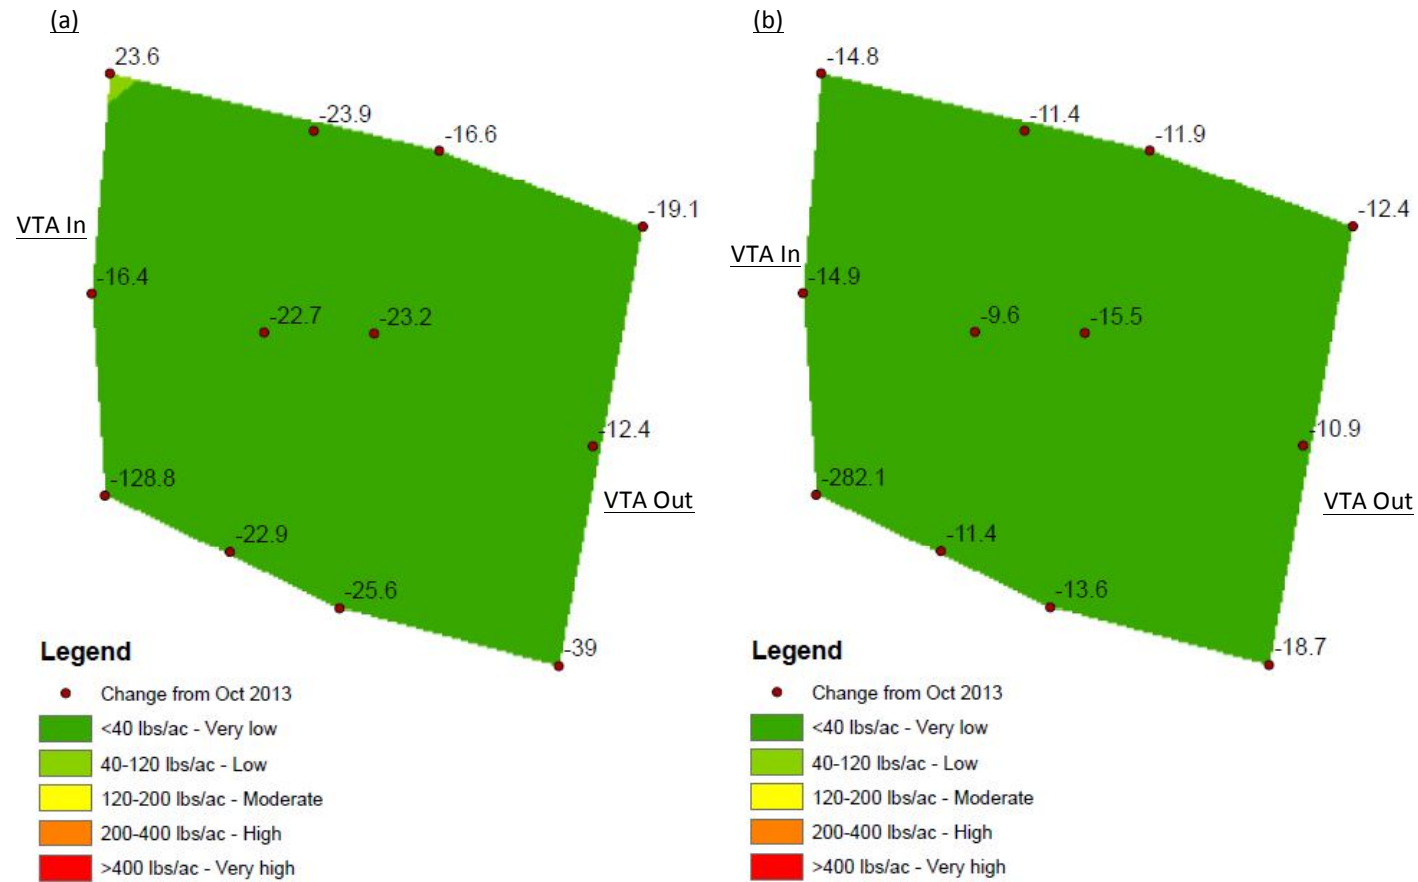 (a)
23.6
-23.9
-16.6
-19.1
VTA In
-16.4
-22.7
-23.2
-12.4
-128.8
VTA Out
-22.9
-25.6
-39
Legend
Change from Oct 2013
<40 lbs/ac - Very low
40-120 lbs/ac - Low
120-200 lbs/ac - Moderate
200-400 lbs/ac - High
>400 lbs/ac - Very high
(b)
-14.8
-11.4
-11.9
-12.4
VTA In
-14.9
-9.6
-15.5
-10.9
-282.1
VTA Out
-11.4
-13.6
-18.7
Legend
Change from Oct 2013
<40 lbs/ac - Very low
40-120 lbs/ac - Low
120-200 lbs/ac - Moderate
200-400 lbs/ac - High
>400 lbs/ac - Very high